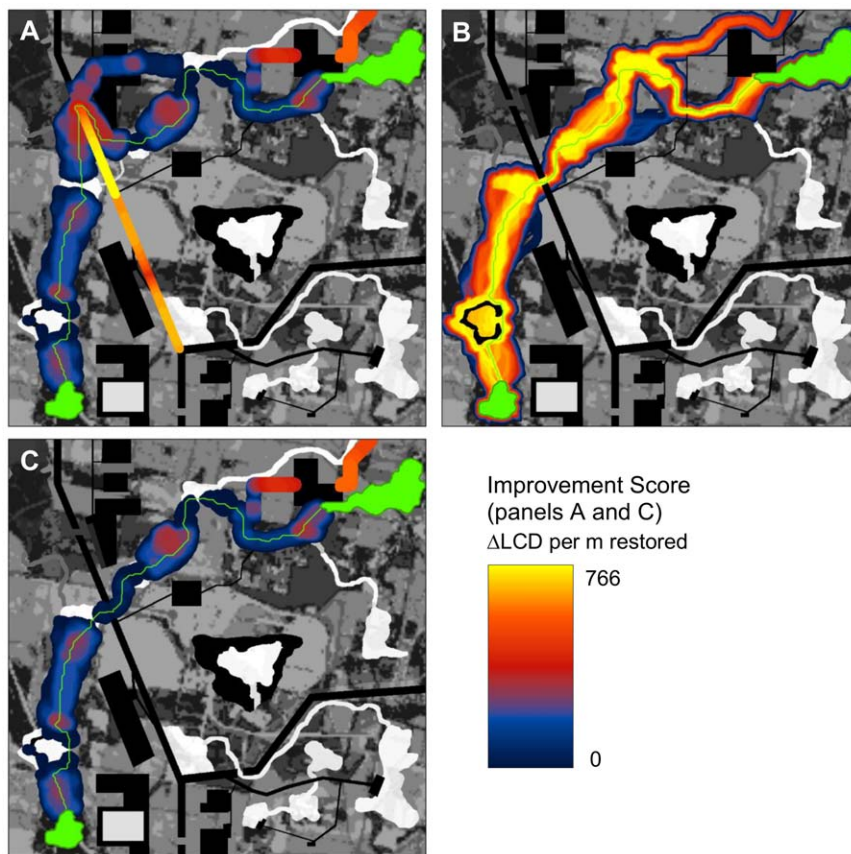 A
B
C
Improvement Score
(panels A and C)
ΔLCD per m restored
766
0